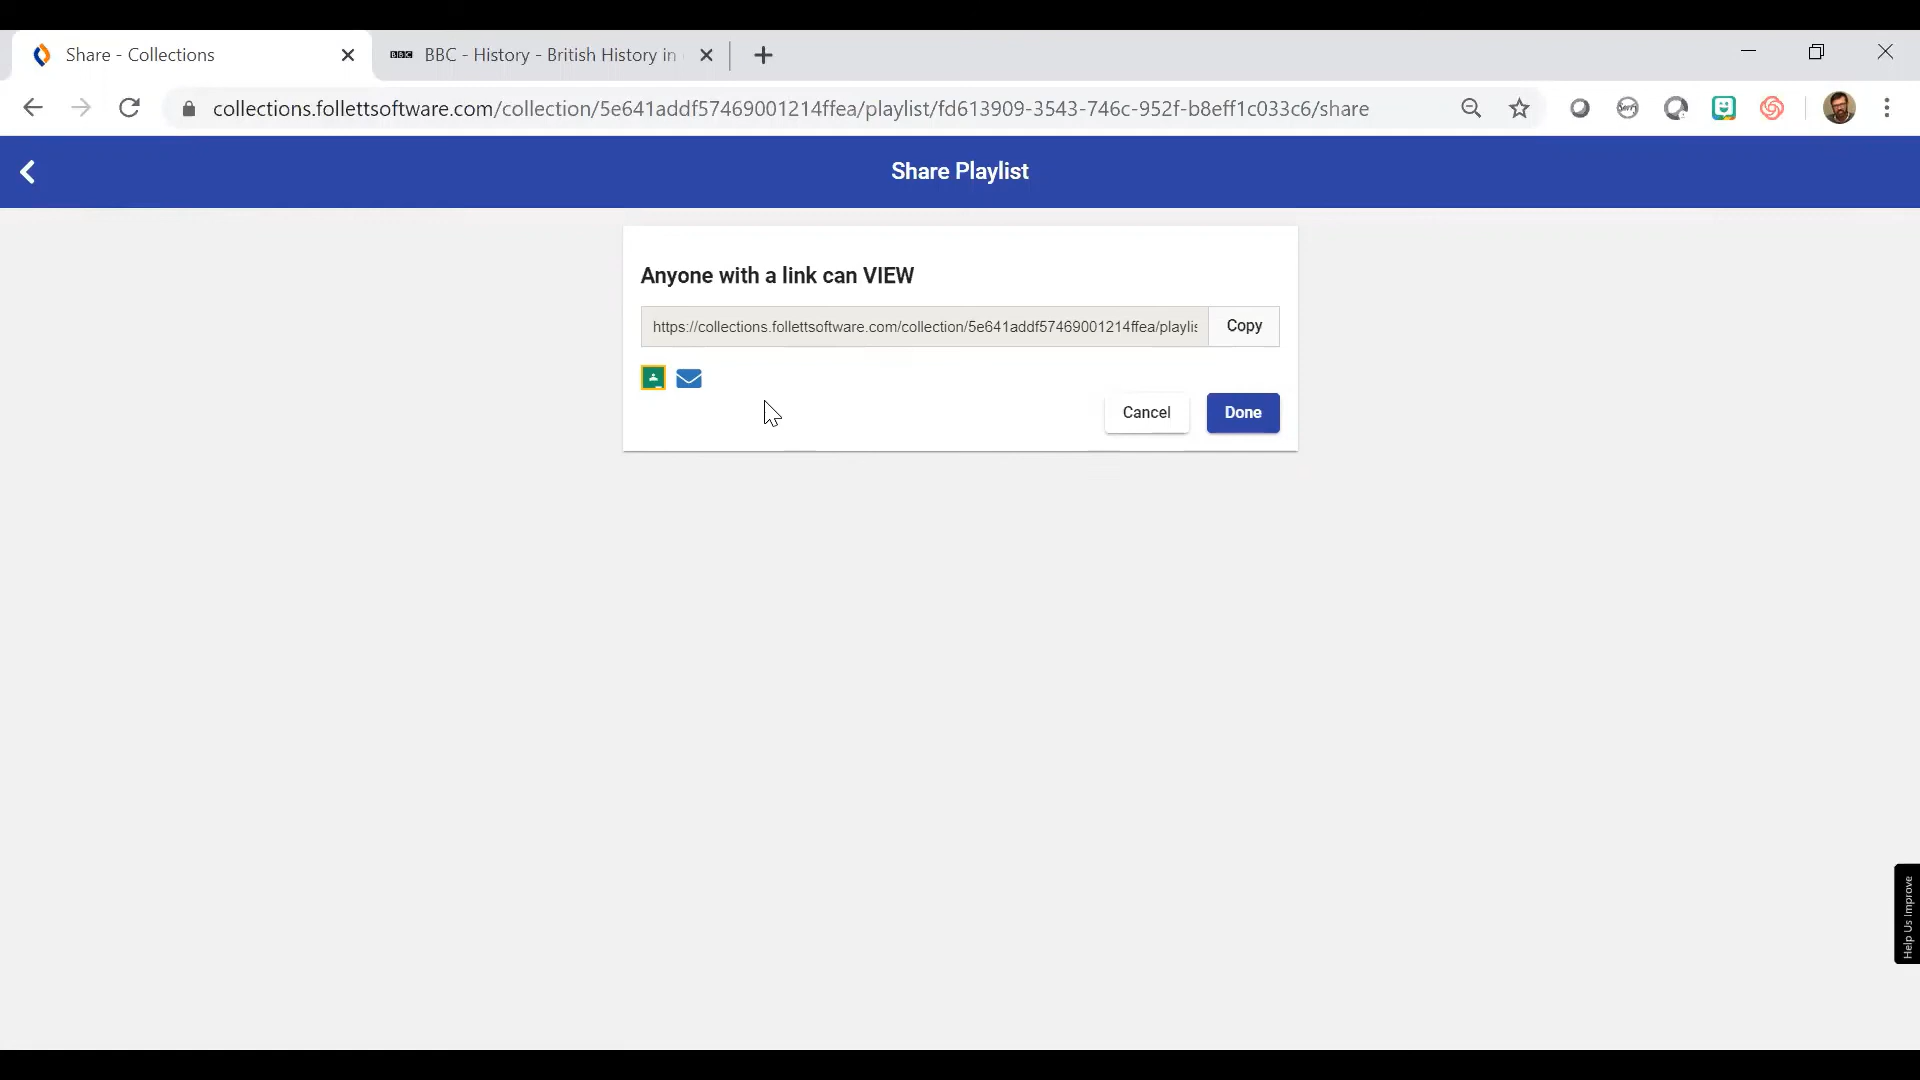 Share - Collections
BBC
BBC - History - British History in
collections.follettsoftware.com/collection/5e641addf57469001214ffea/playlist/fd613909-3543-746c-952f-b8eff1c033c6/share
Share Playlist
Anyone with a link can VIEW
https://collections.follettsoftware.com/collection/5e641addf57469001214ffea/playlis
Copy
Cancel
Done
Help Us Improve